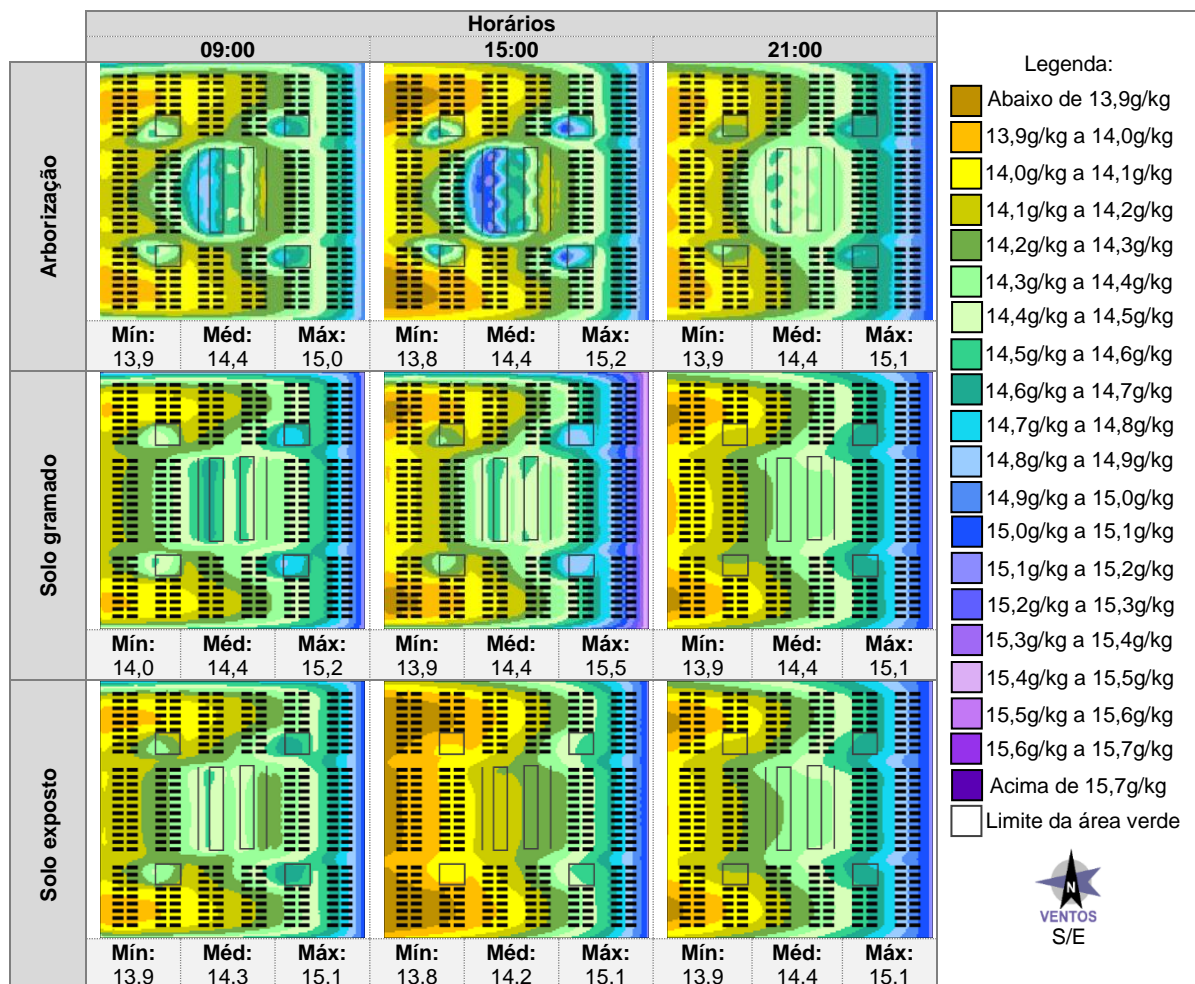 Horários
09:00 15:00 21:00
Arborização
Mín: Méd: Máx: Mín: Méd: Máx: Mín: Méd: Máx:
13,9 14,4 15,0 13,8 14,4 15,2 13,9 14,4 15,1
Solo gramado
Mín: Méd: Máx: Mín: Méd: Máx: Mín: Méd: Máx:
14,0 14,4 15,2 13,9 14,4 15,5 13,9 14,4 15,1
Solo exposto
Mín: Méd: Máx: Mín: Méd: Máx: Mín: Méd: Máx:
13,9 14,3 15,1 13,8 14,2 15,1 13,9 14,4 15,1
Legenda:
Abaixo de 13,9g/kg
13,9g/kg a 14,0g/kg
14,0g/kg a 14,1g/kg
14,1g/kg a 14,2g/kg
14,2g/kg a 14,3g/kg
14,3g/kg a 14,4g/kg
14,4g/kg a 14,5g/kg
14,5g/kg a 14,6g/kg
14,6g/kg a 14,7g/kg
14,7g/kg a 14,8g/kg
14,8g/kg a 14,9g/kg
14,9g/kg a 15,0g/kg
15,0g/kg a 15,1g/kg
15,1g/kg a 15,2g/kg
15,2g/kg a 15,3g/kg
15,3g/kg a 15,4g/kg
15,4g/kg a 15,5g/kg
15,5g/kg a 15,6g/kg
15,6g/kg a 15,7g/kg
Acima de 15,7g/kg
Limite da área verde
N
VENTOS
S/E